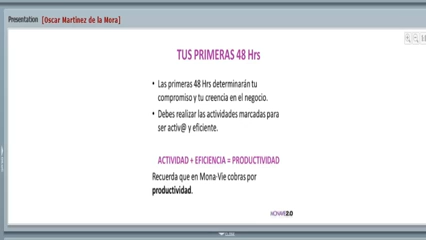 Presentation [Oscar Martinez de la Mora]
TUS PRIMERAS 48 Hrs
• Las primeras 48 Hrs determinarán tu
compromiso y tu creencia en el negocio.
• Debes realizar las actividades marcadas para
ser activ@ y eficiente.
ACTIVIDAD + EFICIENCIA = PRODUCTIVIDAD
Recuerda que en Mona·Vie cobras por
productividad.
MONAVIE2.0